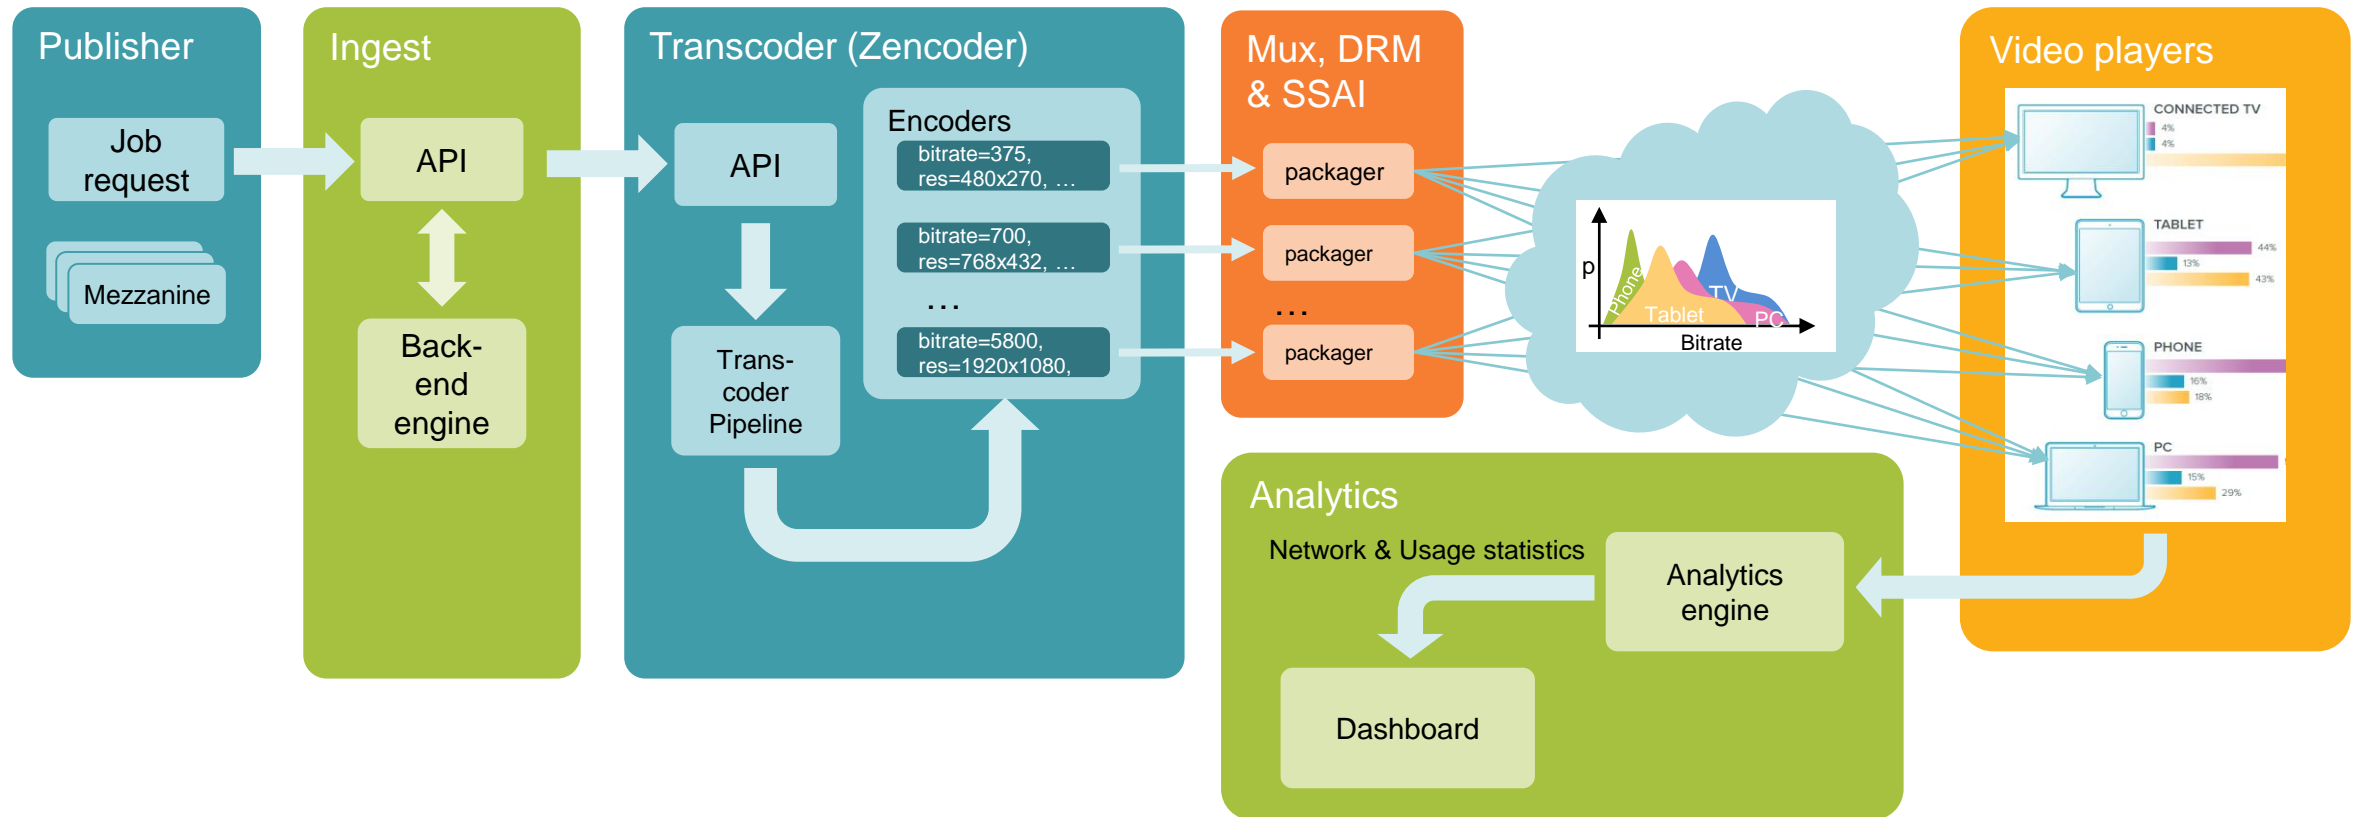 Publisher
Job
request
Mezzanine
Ingest
API
Back-
end
engine
Transcoder (Zencoder)
API
Trans-
coder
Pipeline
Encoders
bitrate=375,
res=480x270, …
bitrate=700,
res=768x432, …
…
bitrate=5800,
res=1920x1080,
Mux, DRM
& SSAI
packager
packager
…
packager
p
Phone
Tablet
TV
PC
Bitrate
Video players
CONNECTED TV
4%
4%
TABLET
44%
13%
43%
PHONE
16%
18%
PC
15%
29%
Analytics
Network & Usage statistics
Analytics
engine
Dashboard